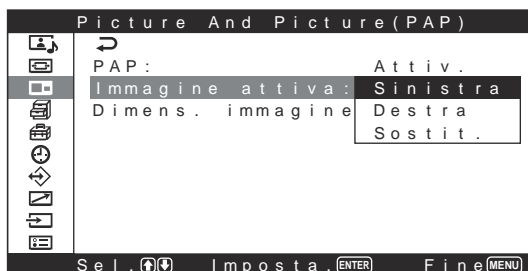 Picture And Picture(PAP)
PAP: Attiv.
Immagine attiva: Sinistra
Dimens. immagine Destra
Sostit.
Sel. Imposta. ENTER Fine MENU